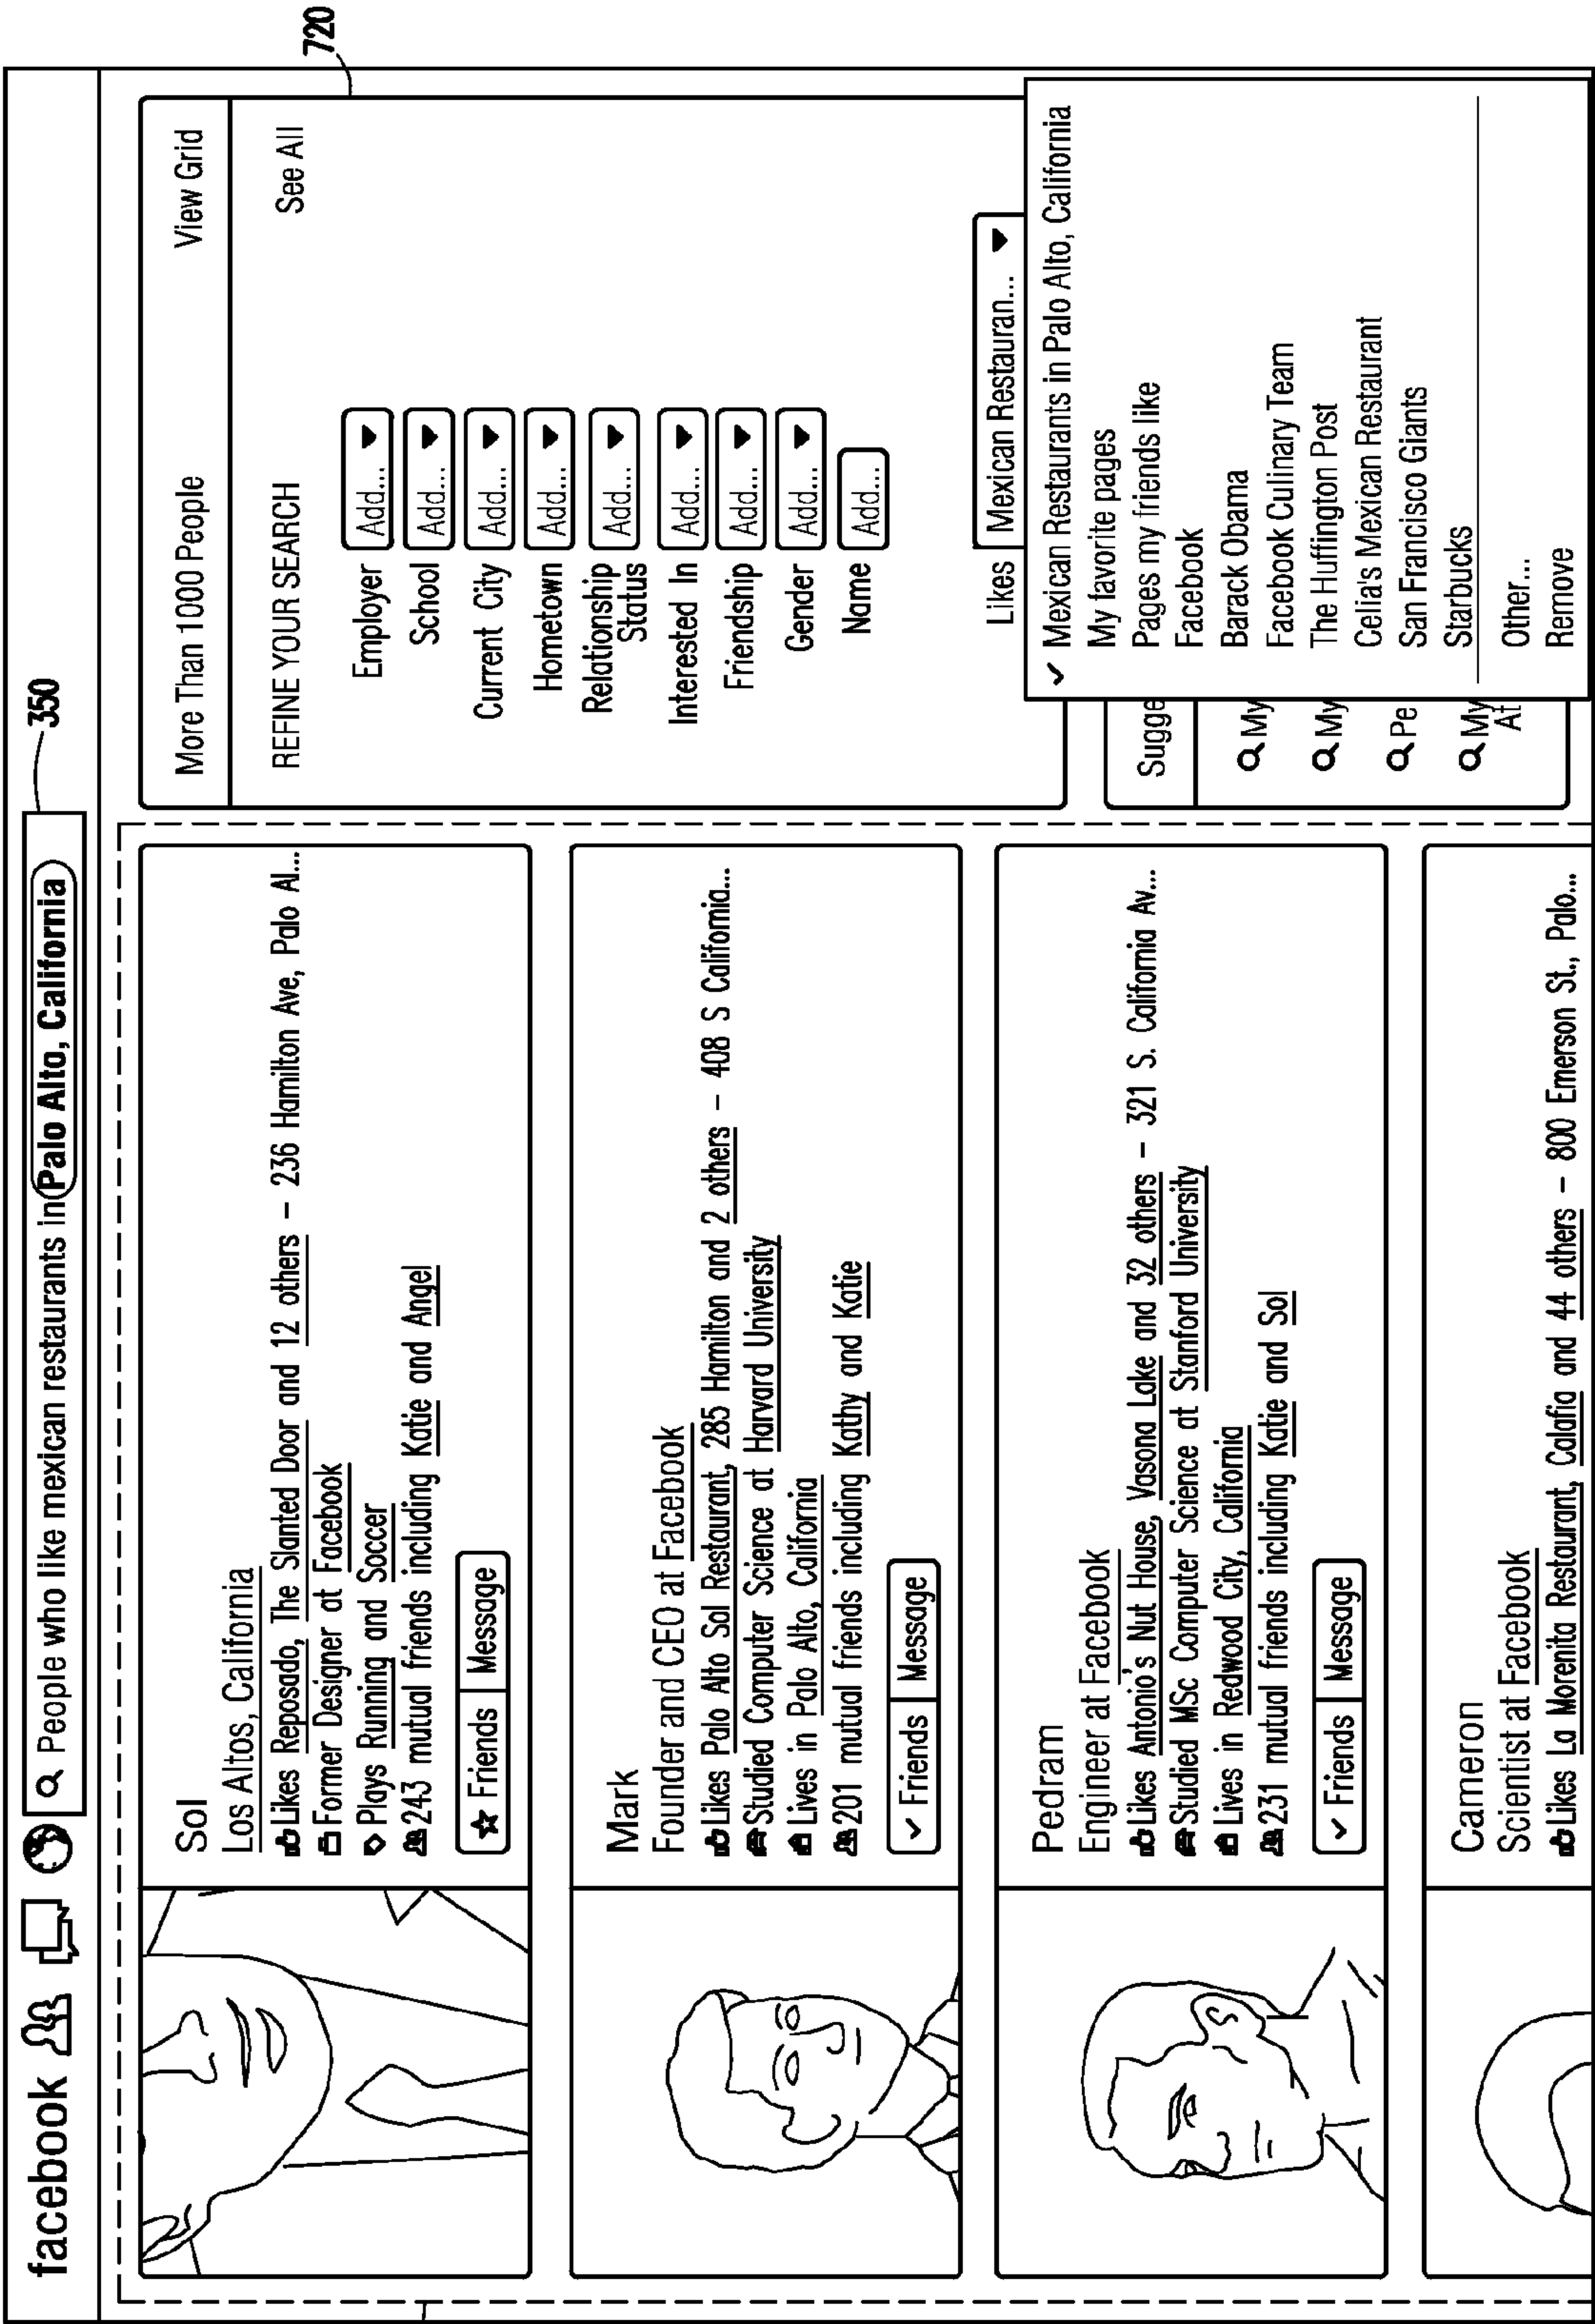 facebook
People who like mexican restaurants in Palo Alto, California
350
Sol
Los Altos, California
Likes Reposado, The Slanted Door and 12 others – 236 Hamilton Ave, Palo Al...
Former Designer at Facebook
Plays Running and Soccer
243 mutual friends including Katie and Angel
Friends Message
Mark
Founder and CEO at Facebook
Likes Palo Alto Sol Restaurant, 285 Hamilton and 2 others – 408 S California...
Studied Computer Science at Harvard University
Lives in Palo Alto, California
201 mutual friends including Kathy and Katie
Friends Message
Pedram
Engineer at Facebook
Likes Antonio's Nut House, Vasona Lake and 32 others – 321 S. California Av...
Studied MSc Computer Science at Stanford University
Lives in Redwood City, California
231 mutual friends including Katie and Sol
Friends Message
Cameron
Scientist at Facebook
Likes La Morenita Restaurant, Calafia and 44 others – 800 Emerson St., Palo...
More Than 1000 People View Grid
720
REFINE YOUR SEARCH See All
Employer Add...
School Add...
Current City Add...
Hometown Add...
Relationship
Status Add...
Interested In Add...
Friendship Add...
Gender Add...
Name Add...
Likes Mexican Restauran...
Mexican Restaurants in Palo Alto, California
My favorite pages
Pages my friends like
Facebook
Barack Obama
Facebook Culinary Team
The Huffington Post
Celia's Mexican Restaurant
San Francisco Giants
Starbucks
Other...
Remove
Sugge
My
My
Pe
My
At